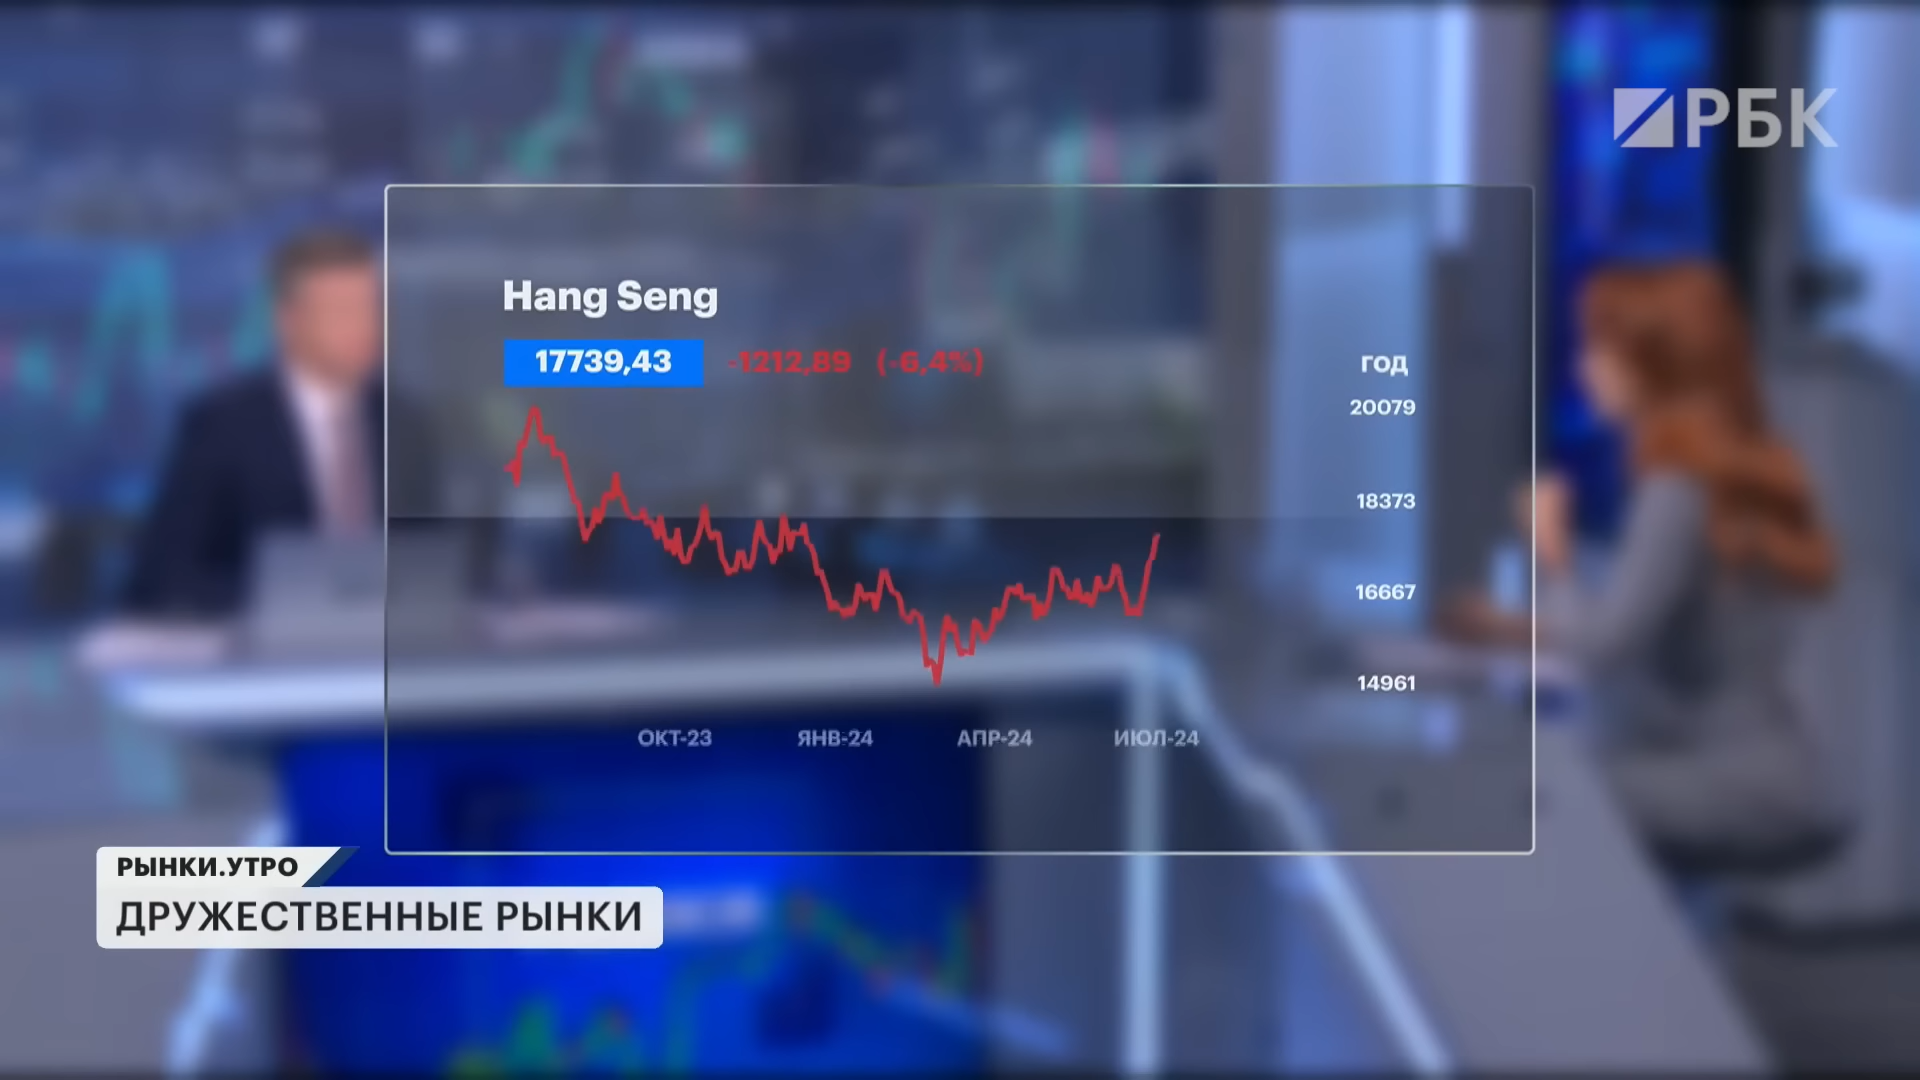 РБК
Hang Seng
17739,43 -1212,89 (-6,4%)
год
20079
18373
16667
14961
ОКТ-23 ЯНВ-24 АПР-24 ИЮЛ-24
РЫНКИ.УТРО
ДРУЖЕСТВЕННЫЕ РЫНКИ